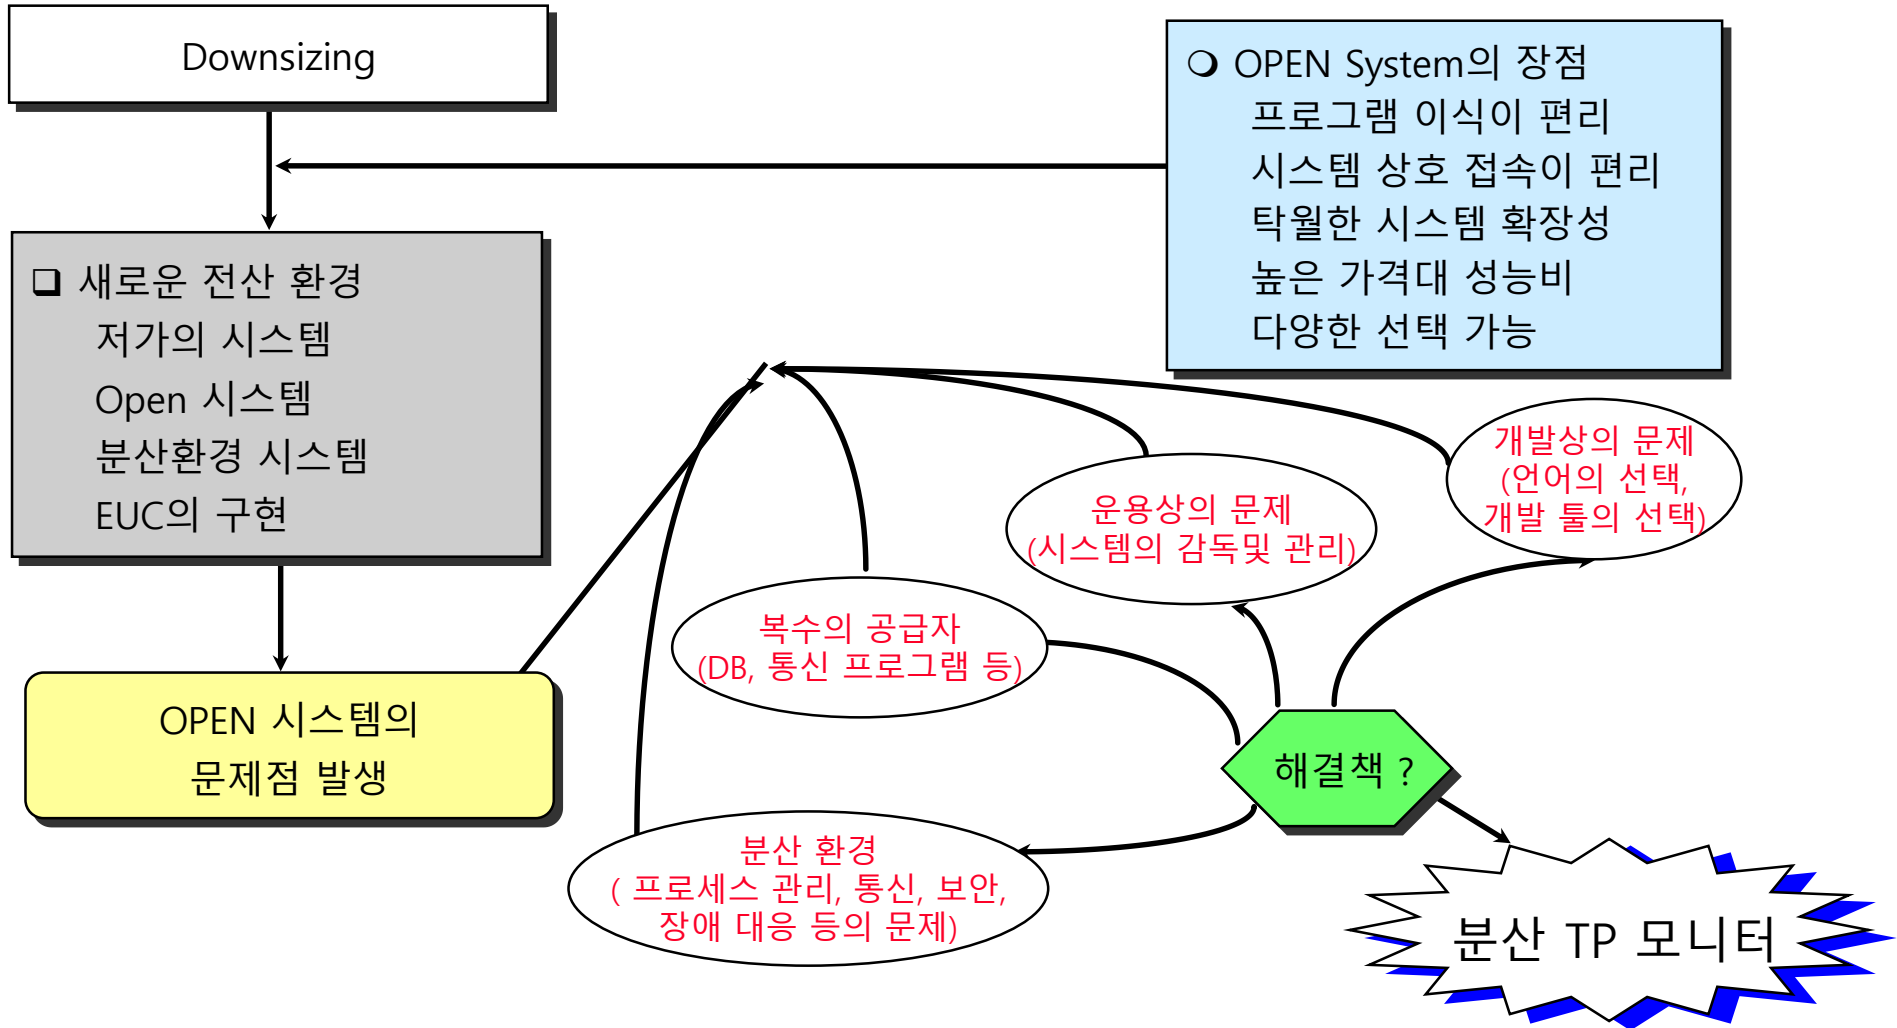 Downsizing
❍ OPEN System의 장점
프로그램 이식이 편리
시스템 상호 접속이 편리
탁월한 시스템 확장성
높은 가격대 성능비
다양한 선택 가능
❑ 새로운 전산 환경
저가의 시스템
Open 시스템
분산환경 시스템
EUC의 구현
개발상의 문제
(언어의 선택,
개발 툴의 선택)
운용상의 문제
(시스템의 감독및 관리)
복수의 공급자
(DB, 통신 프로그램 등)
OPEN 시스템의
문제점 발생
해결책 ?
분산 환경
( 프로세스 관리, 통신, 보안,
장애 대응 등의 문제)
분산 TP 모니터